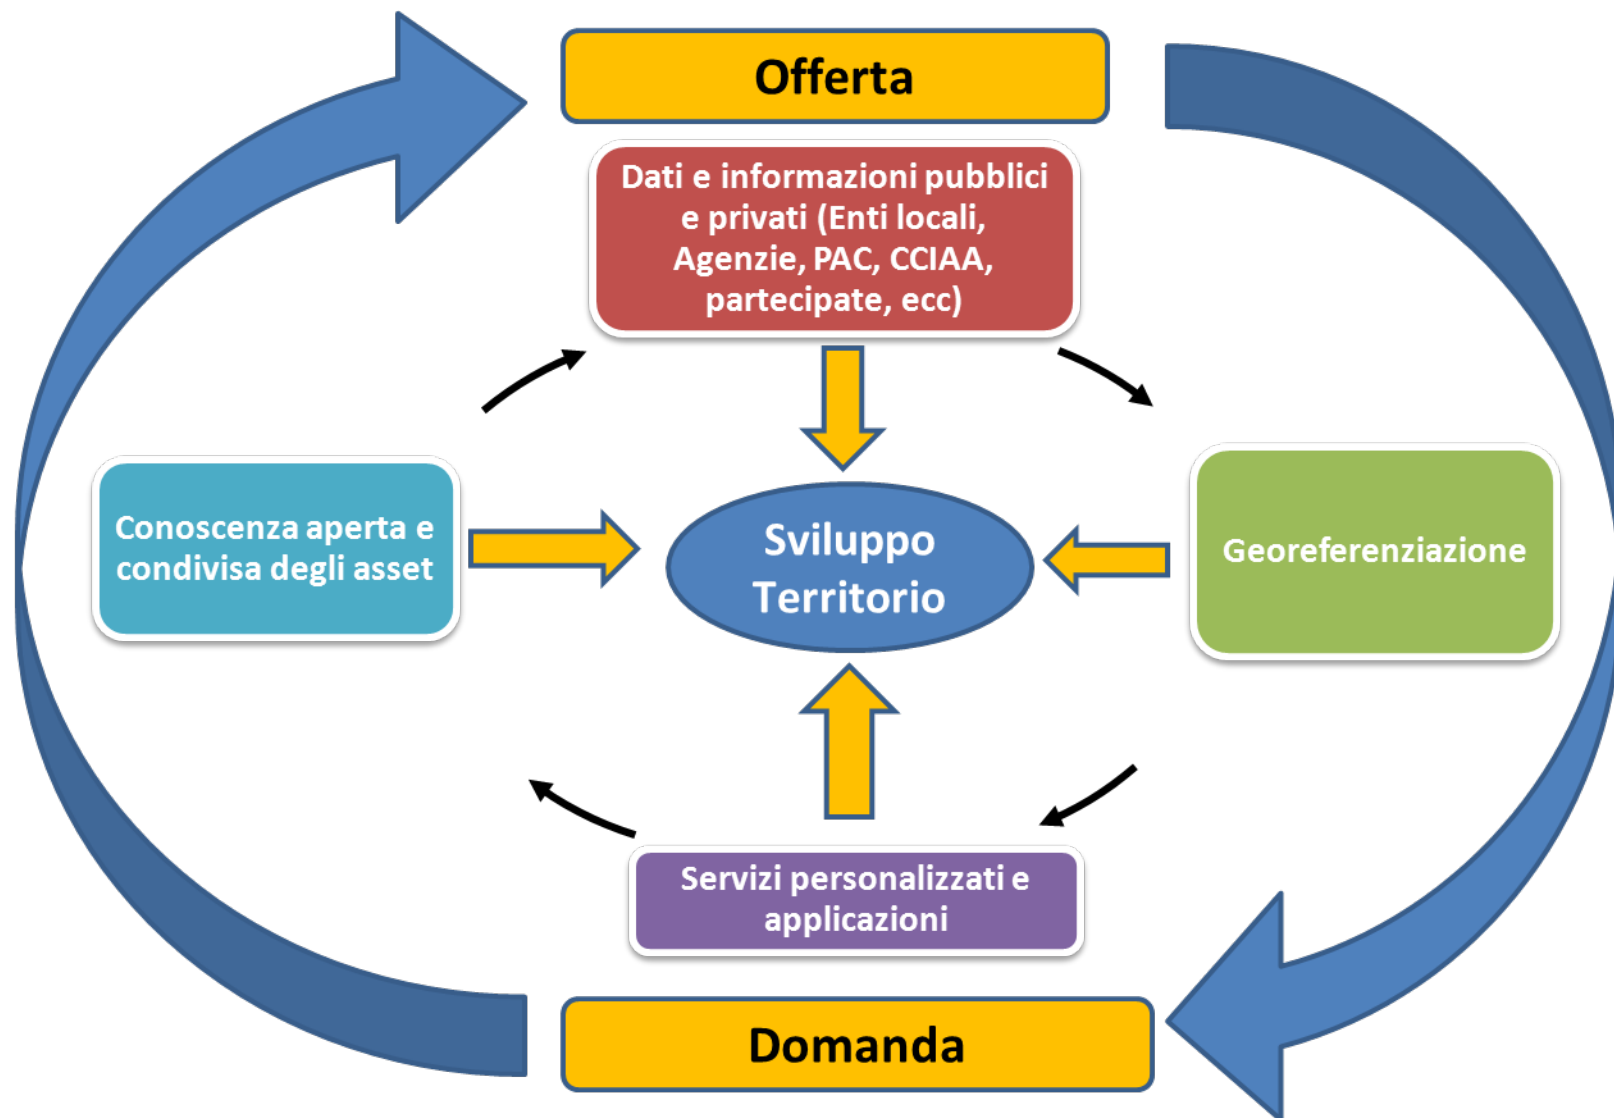 Offerta
Dati e informazioni pubblici
e privati (Enti locali,
Agenzie, PAC, CCIAA,
partecipate, ecc)
Conoscenza aperta e
condivisa degli asset
Sviluppo
Territorio
Georeferenziazione
Servizi personalizzati e
applicazioni
Domanda